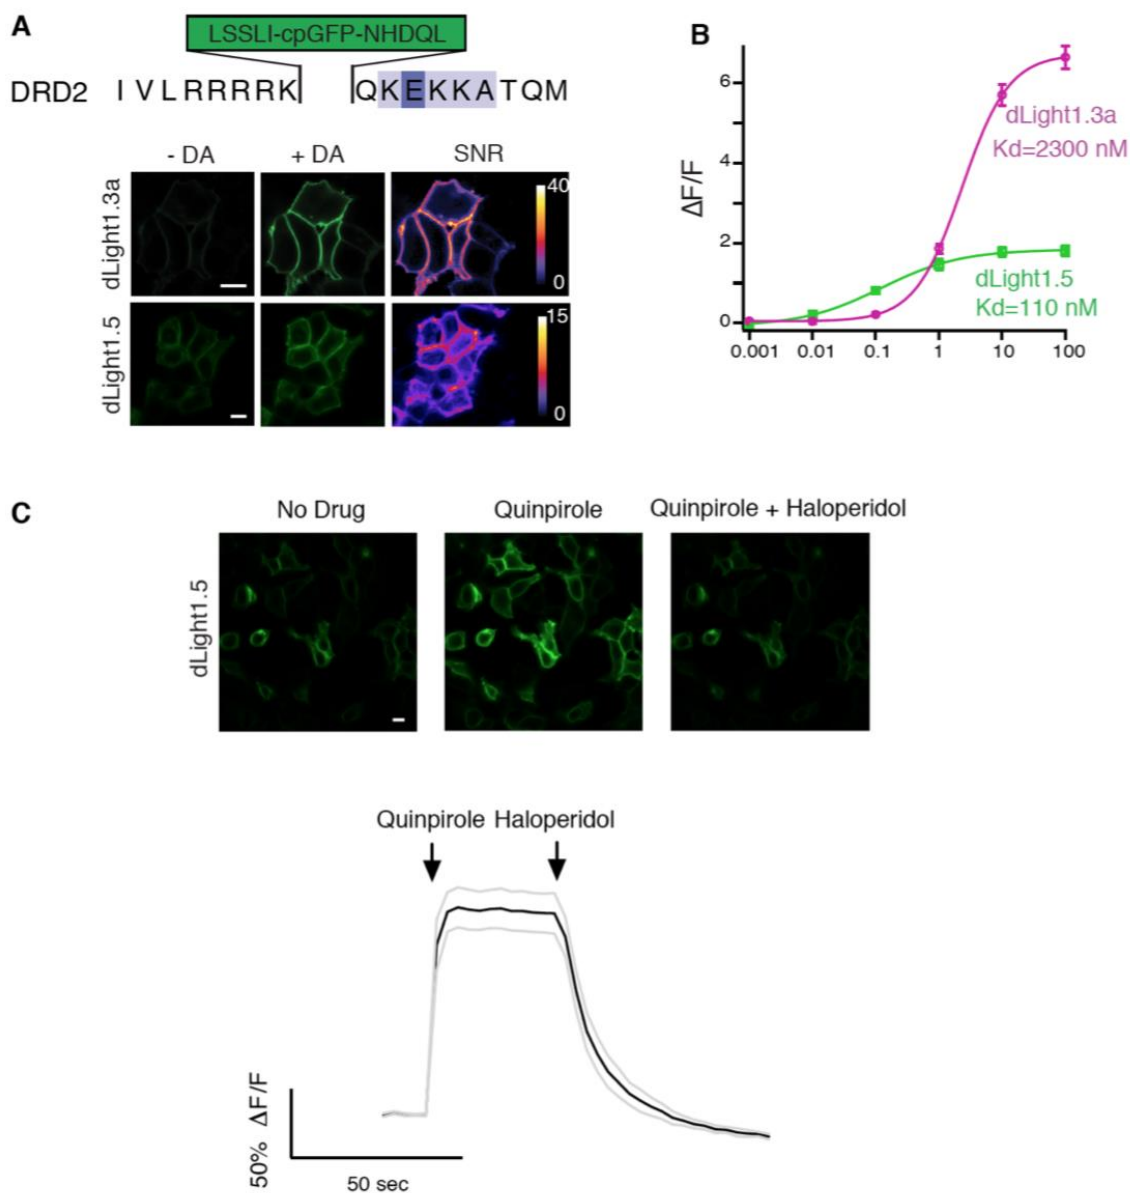 A
LSSLI-cpGFP-NHDQL
DRD2 IVLRRRRK QKEKKATQM
- DA + DA SNR
dLight1.3a
40
0
dLight1.5
15
0
B
ΔF/F
6
4
2
0
0.001 0.01 0.1 1 10 100
dLight1.3a
Kd=2300 nM
dLight1.5
Kd=110 nM
C
No Drug Quinpirole Quinpirole + Haloperidol
dLight1.5
Quinpirole Haloperidol
50% ΔF/F
50 sec